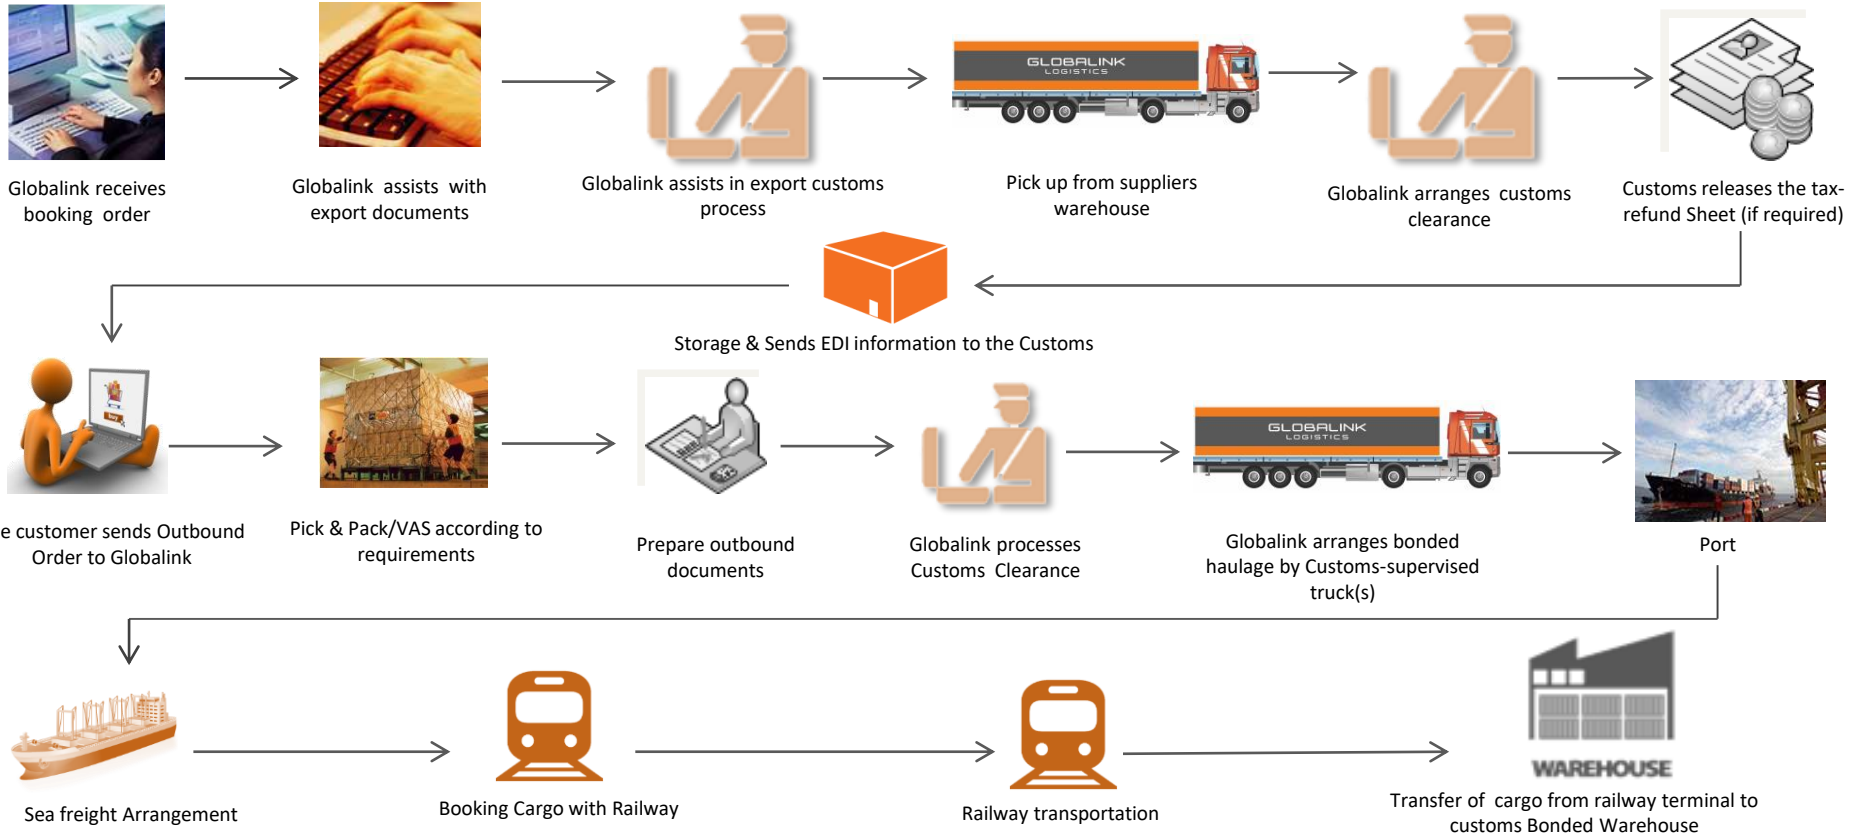 GLOBALINK
LOGISTICS
Globalink receives
booking order
Globalink assists with
export documents
Globalink assists in export customs
process
Pick up from suppliers
warehouse
Globalink arranges customs
clearance
Customs releases the tax-
refund Sheet (if required)
Storage & Sends EDI information to the Customs
GLOBALINK
LOGISTICS
e customer sends Outbound
Order to Globalink
Pick & Pack/VAS according to
requirements
Prepare outbound
documents
Globalink processes
Customs Clearance
Globalink arranges bonded
haulage by Customs-supervised
truck(s)
Port
WAREHOUSE
Sea freight Arrangement
Booking Cargo with Railway
Railway transportation
Transfer of cargo from railway terminal to
customs Bonded Warehouse